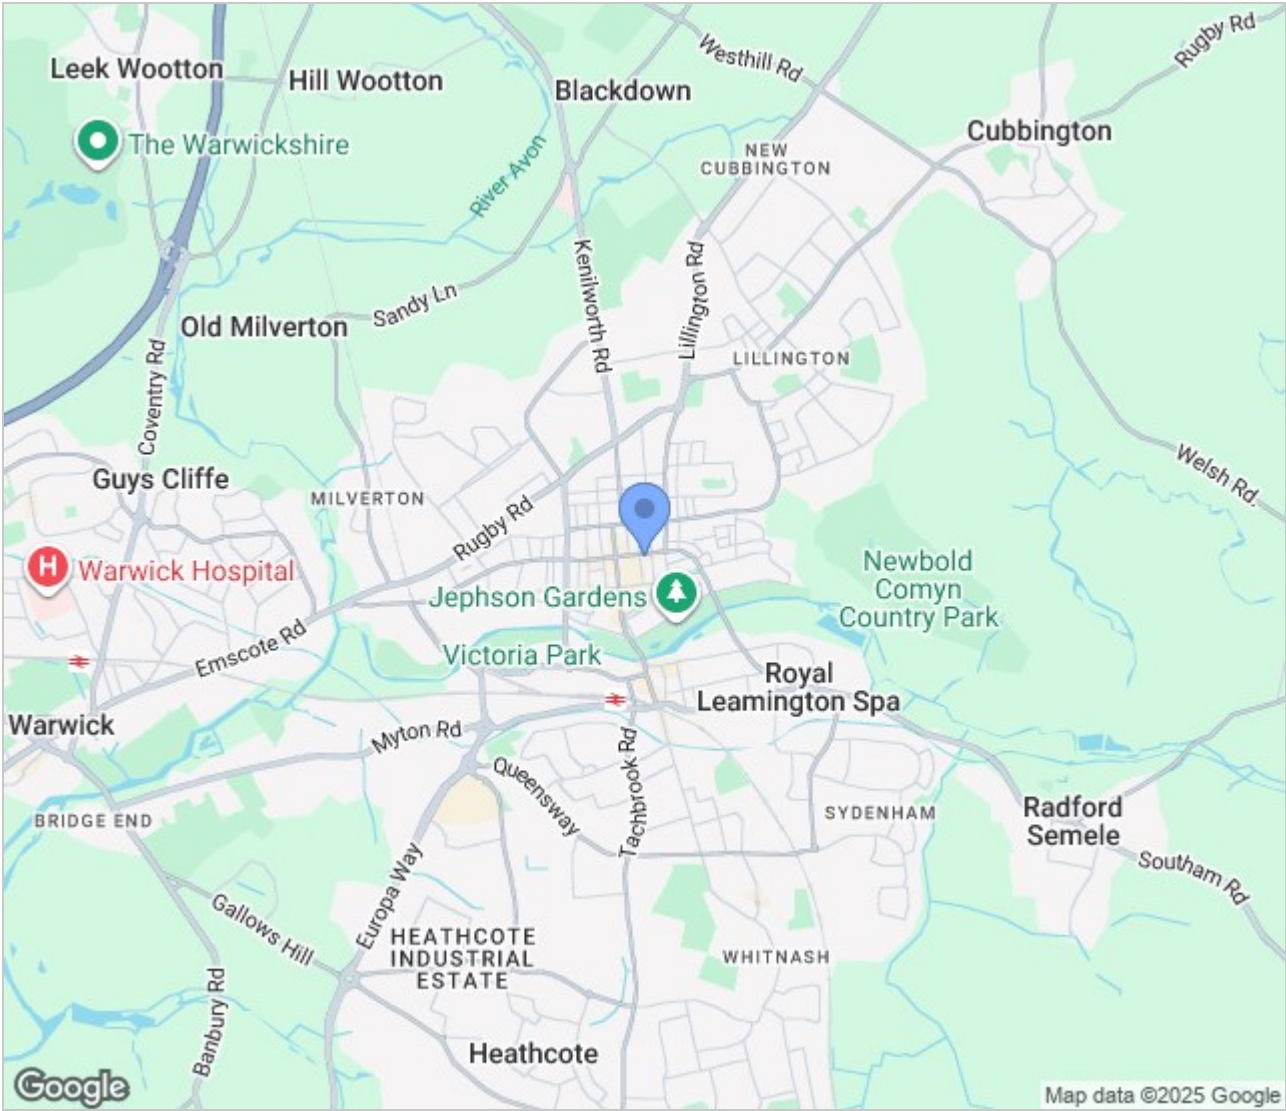 Westhill Rd
Rugby Rd
Leek Wootton
Hill Wootton
Blackdown
The Warwickshire
Cubbington
NEW
CUBBINGTON
River Avon
Kenilworth Rd
Lillington Rd
Sandy Ln
Old Milverton
LILLINGTON
Coventry Rd
Guys Cliffe
MILVERTON
Welsh Rd.
Rugby Rd
H
Warwick Hospital
Newbold
Comyn
Country Park
Jephson Gardens
Emscote Rd
Victoria Park
Royal
Leamington Spa
Warwick
Myton Rd
Queensway
Tachbrook Rd
BRIDGE END
SYDENHAM
Radford
Semele
Southam Rd
Europa Way
Gallows Hill
HEATHCOTE
INDUSTRIAL
ESTATE
WHITNASH
Banbury Rd
Heathcote
Google
Map data ©2025 Google